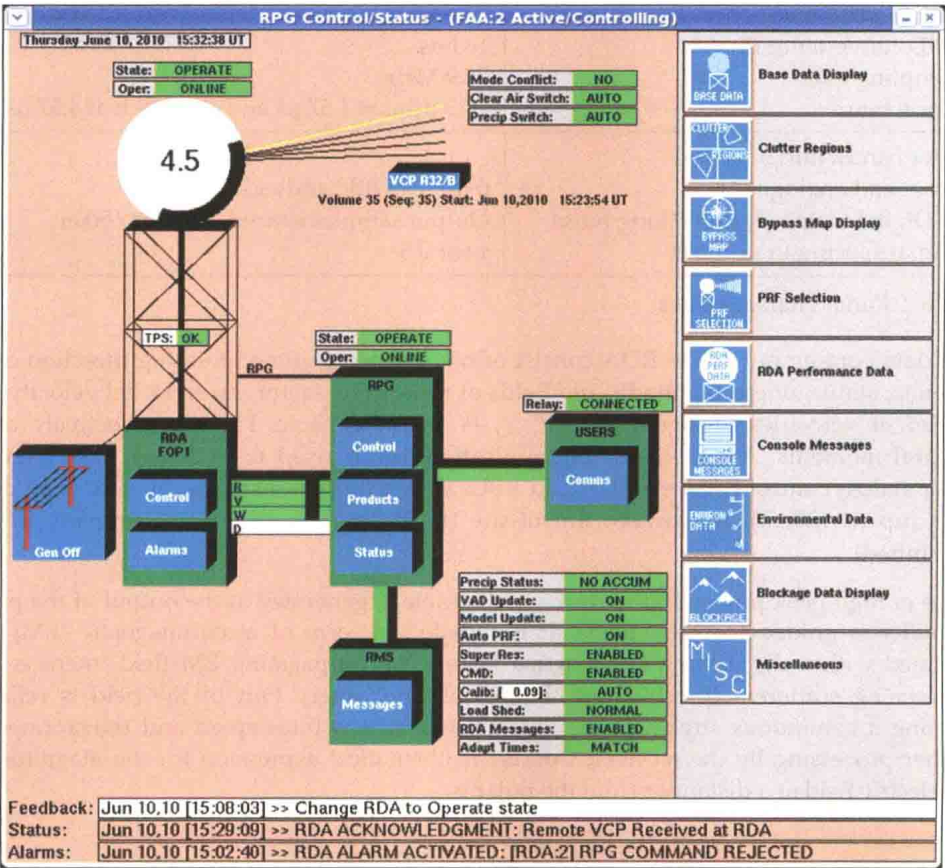 RPG Control/Status - (FAA:2 Active/Controlling)
Thursday June 10, 2010 15:32:38 UT
State: OPERATE
Oper: ONLINE
Mode Conflict: NO
Clear Air Switch: AUTO
Precip Switch: AUTO
4.5
VCP R32/B
Volume 35 (Seq: 35) Start: Jun 10,2010 15:23:54 UT
TPS: OK
State: OPERATE
Oper: ONLINE
RPG
RPG
Relay: CONNECTED
RDA
FOP1
USERS
Control
Control
Comms
R
V
W
D
Products
Gen Off
Alarms
Status
RMS
Messages
Precip Status: NO ACCUM
VAD Update: ON
Model Update: ON
Auto PRF: ON
Super Res: ENABLED
CMD: ENABLED
Calib: [ 0.09]: AUTO
Load Shed: NORMAL
RDA Messages: ENABLED
Adapt Times: MATCH
BASE DATA
Base Data Display
CLUTTER
REGIONS
Clutter Regions
BYPASS
MAP
Bypass Map Display
PRF
SELECTION
PRF Selection
RDA
PERF
DATA
RDA Performance Data
CONSOLE
MESSAGES
Console Messages
ENVIRON
DATA
Environmental Data
BLOCKAGE
Blockage Data Display
MISC
Miscellaneous
Feedback: Jun 10,10 [15:08:03] >> Change RDA to Operate state
Status: Jun 10,10 [15:29:09] >> RDA ACKNOWLEDGMENT: Remote VCP Received at RDA
Alarms: Jun 10,10 [15:02:40] >> RDA ALARM ACTIVATED: [RDA:2] RPG COMMAND REJECTED